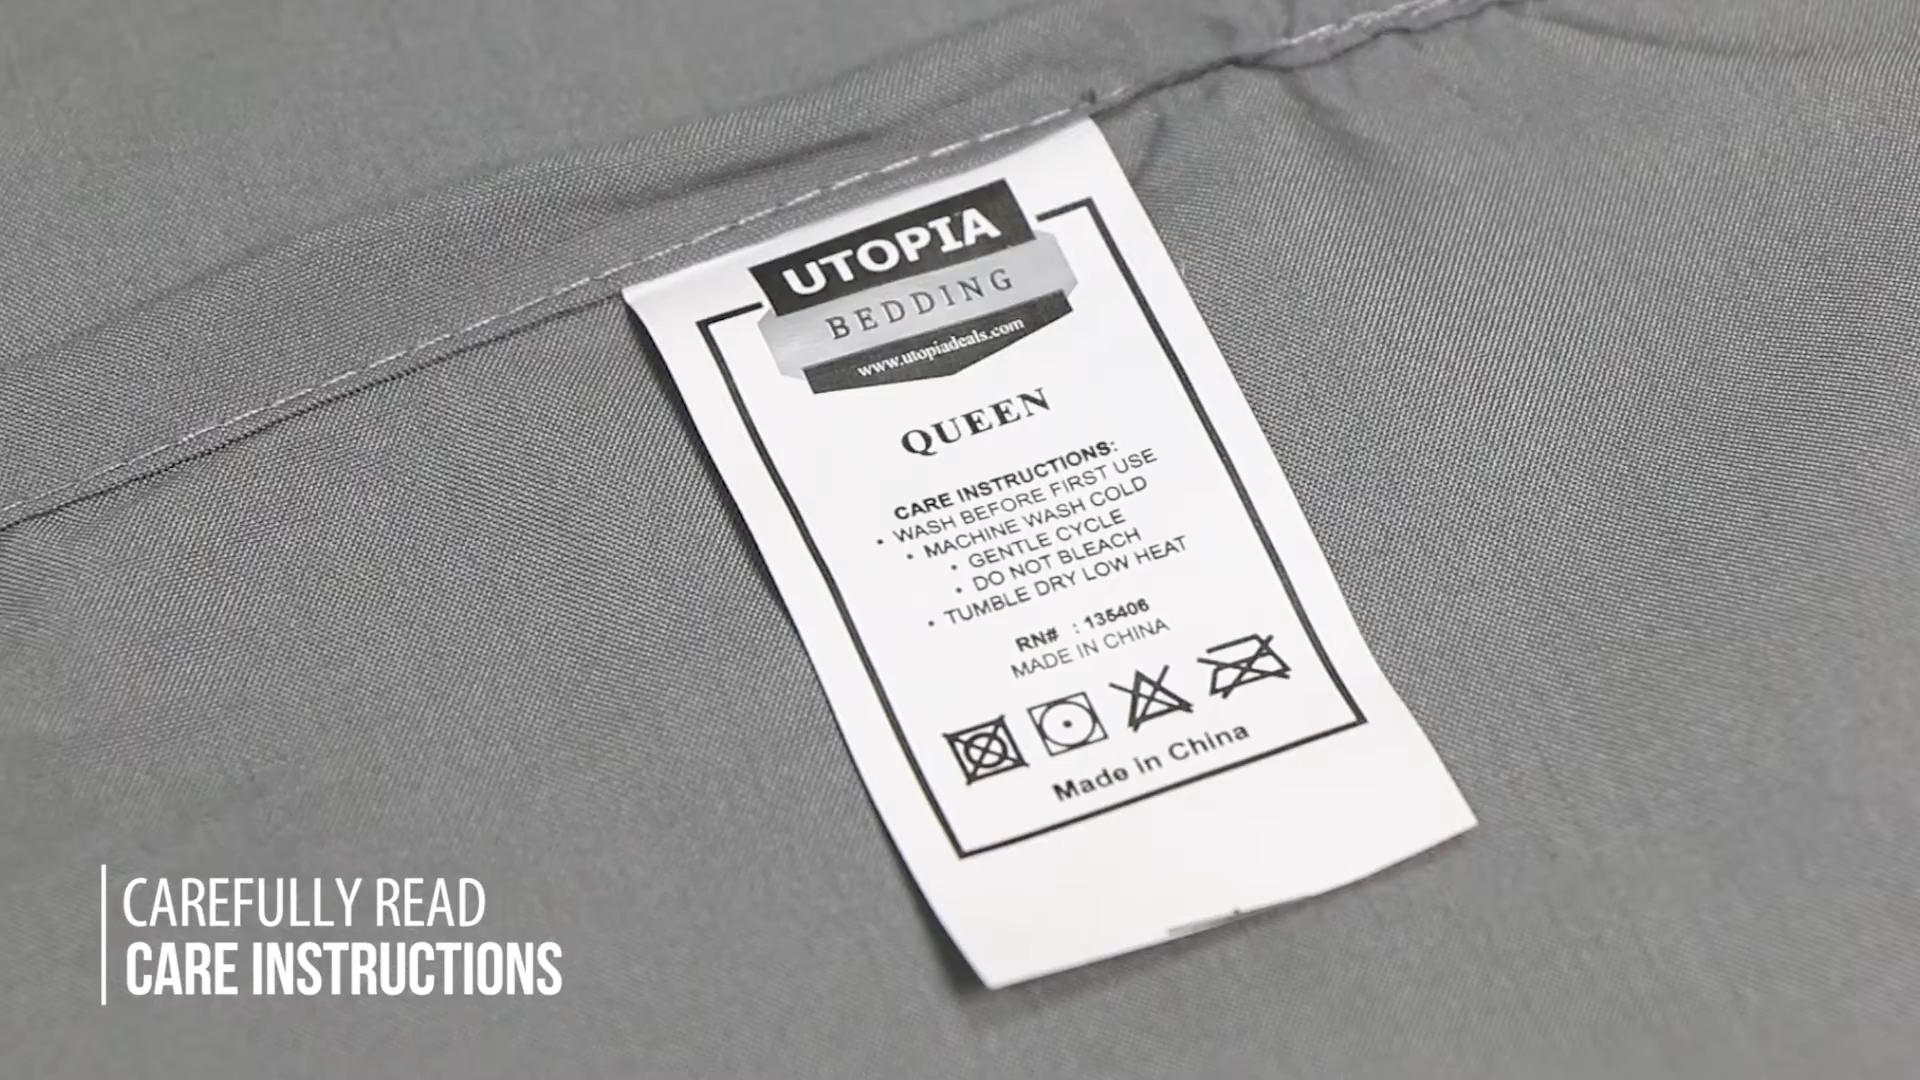 UTOPIA
BEDDING
www.utopiadeals.com
QUEEN
CARE INSTRUCTIONS:
• WASH BEFORE FIRST USE
• MACHINE WASH COLD
• GENTLE CYCLE
• DO NOT BLEACH
• TUMBLE DRY LOW HEAT
RN# : 135406
MADE IN CHINA
Made in China
CAREFULLY READ
CARE INSTRUCTIONS